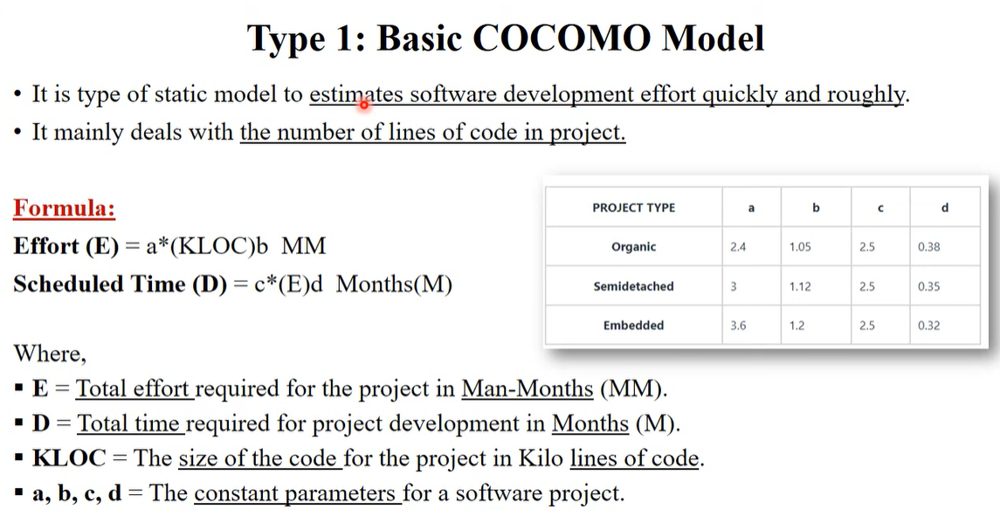 Type 1: Basic COCOMO Model
• It is type of static model to estimates software development effort quickly and roughly.
• It mainly deals with the number of lines of code in project.
Formula:
Effort (E) = a*(KLOC)b MM
Scheduled Time (D) = c*(E)d Months(M)
PROJECT TYPE a b c d
Organic 2.4 1.05 2.5 0.38
Semidetached 3 1.12 2.5 0.35
Embedded 3.6 1.2 2.5 0.32
Where,
▪ E = Total effort required for the project in Man-Months (MM).
▪ D = Total time required for project development in Months (M).
▪ KLOC = The size of the code for the project in Kilo lines of code.
▪ a, b, c, d = The constant parameters for a software project.